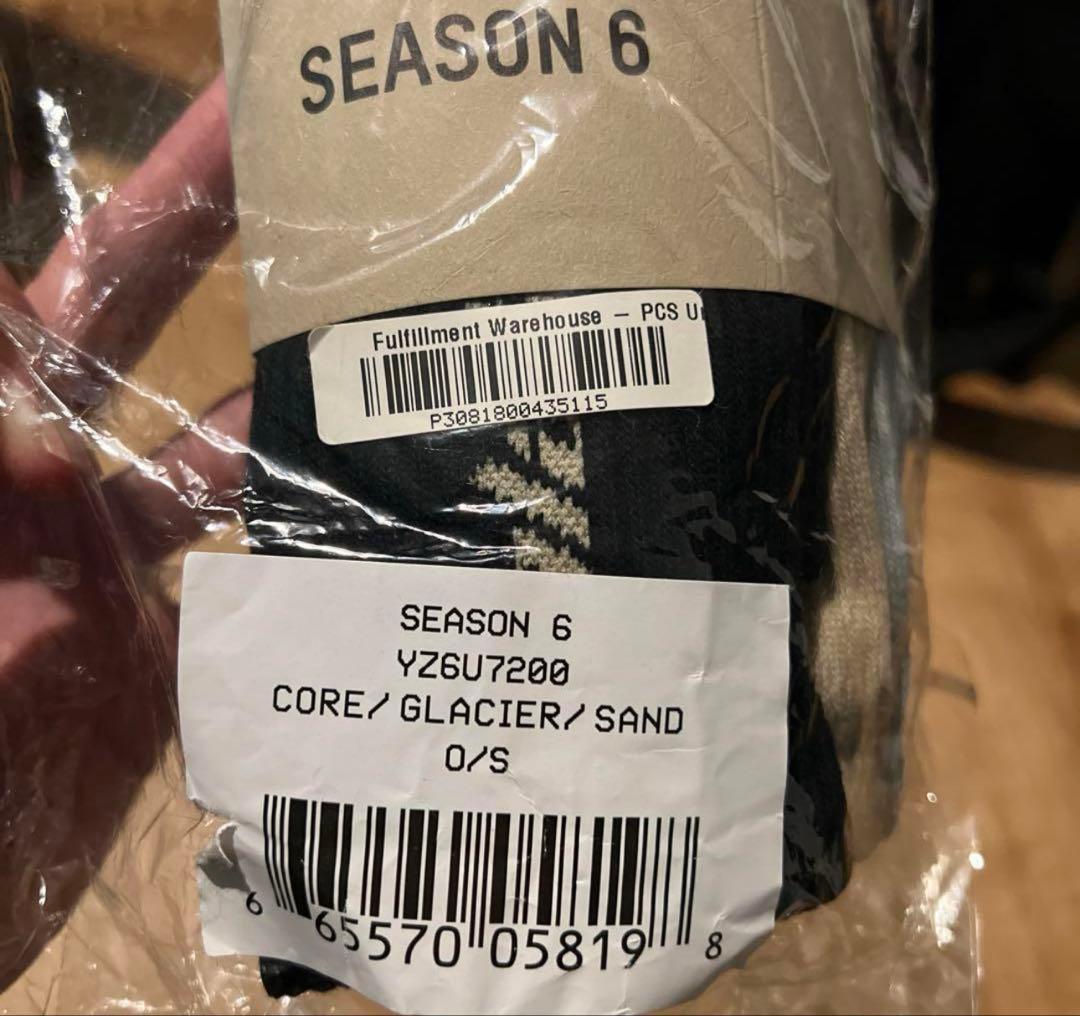 SEASON 6
Fulfillment Warehouse — PCS
P3081800435115
SEASON 6
YZ6U7200
CORE/GLACIER/SAND
O/S
6 65570 05819 8